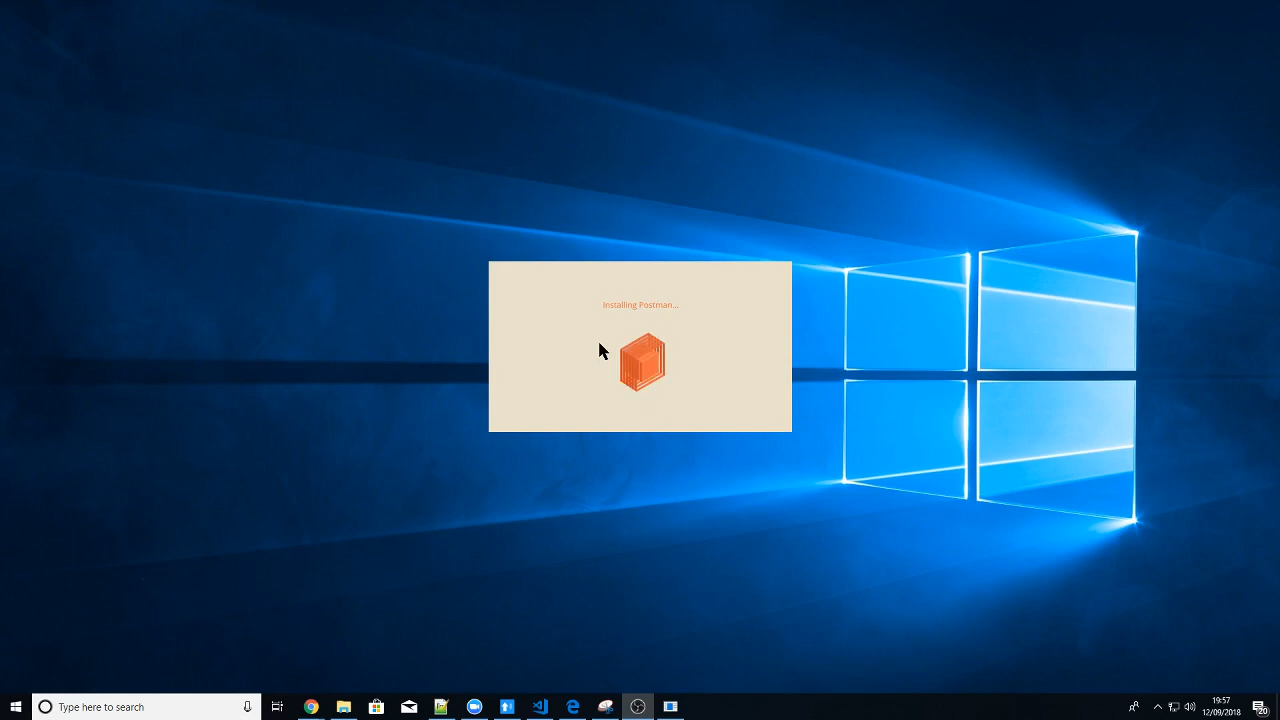 Installing Postman...
Type here to search
19:57
12/09/2018
20